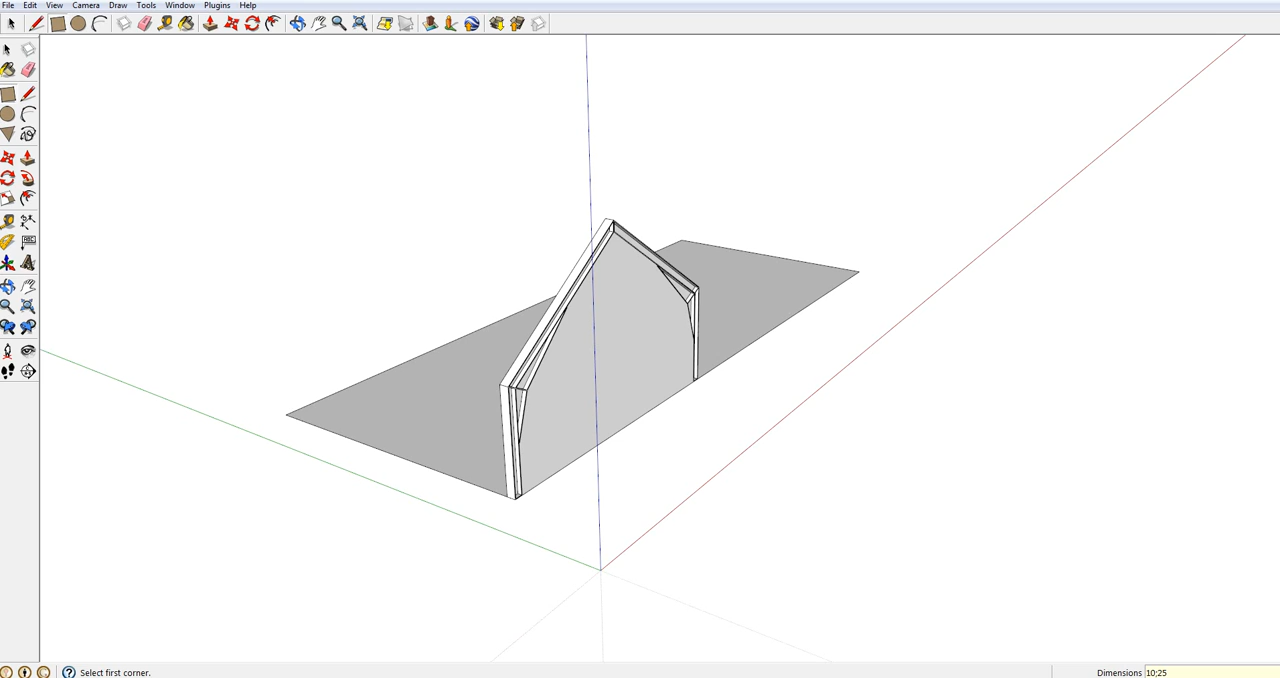 File Edit View Camera Draw Tools Window Plugins Help
Select first corner.
Dimensions 10;25